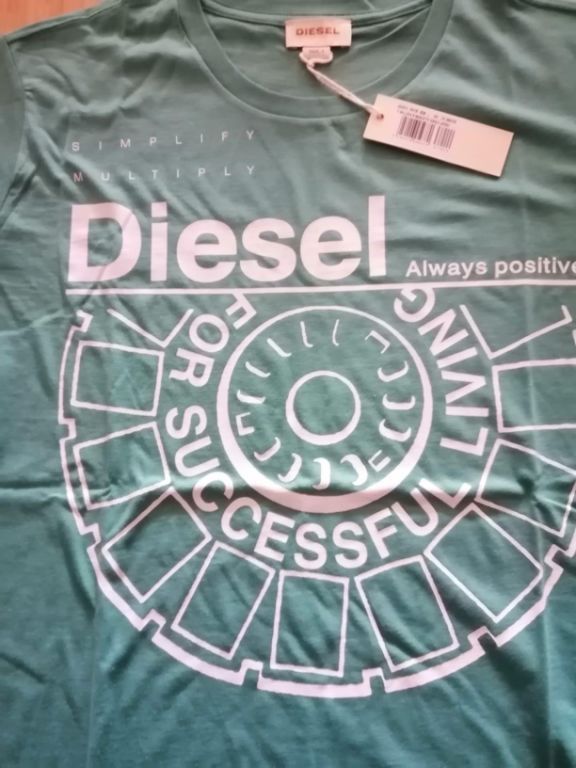 DIESEL
SIMPLIFY
MULTIPLY
Diesel
Always positive
FOR SUCCESSFUL LIVING